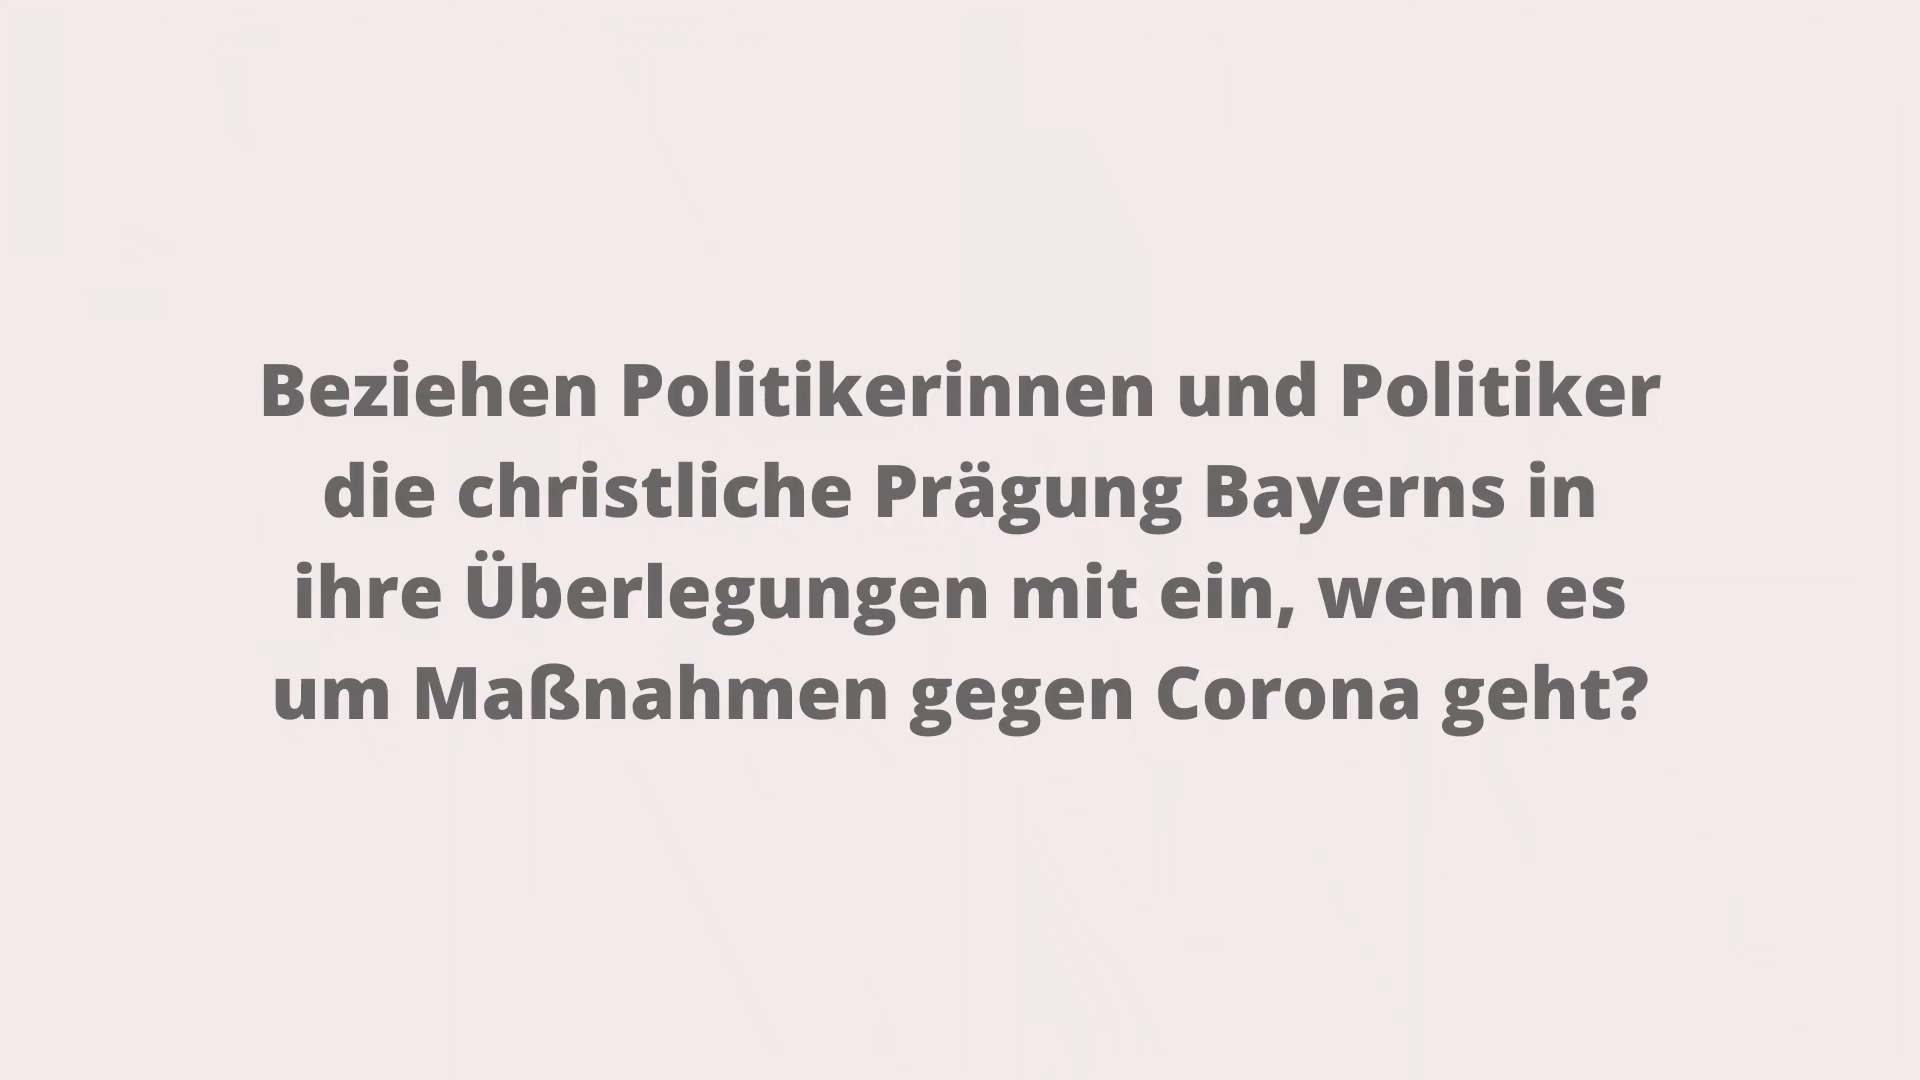 Beziehen Politikerinnen und Politiker
die christliche Prägung Bayerns in
ihre Überlegungen mit ein, wenn es
um Maßnahmen gegen Corona geht?